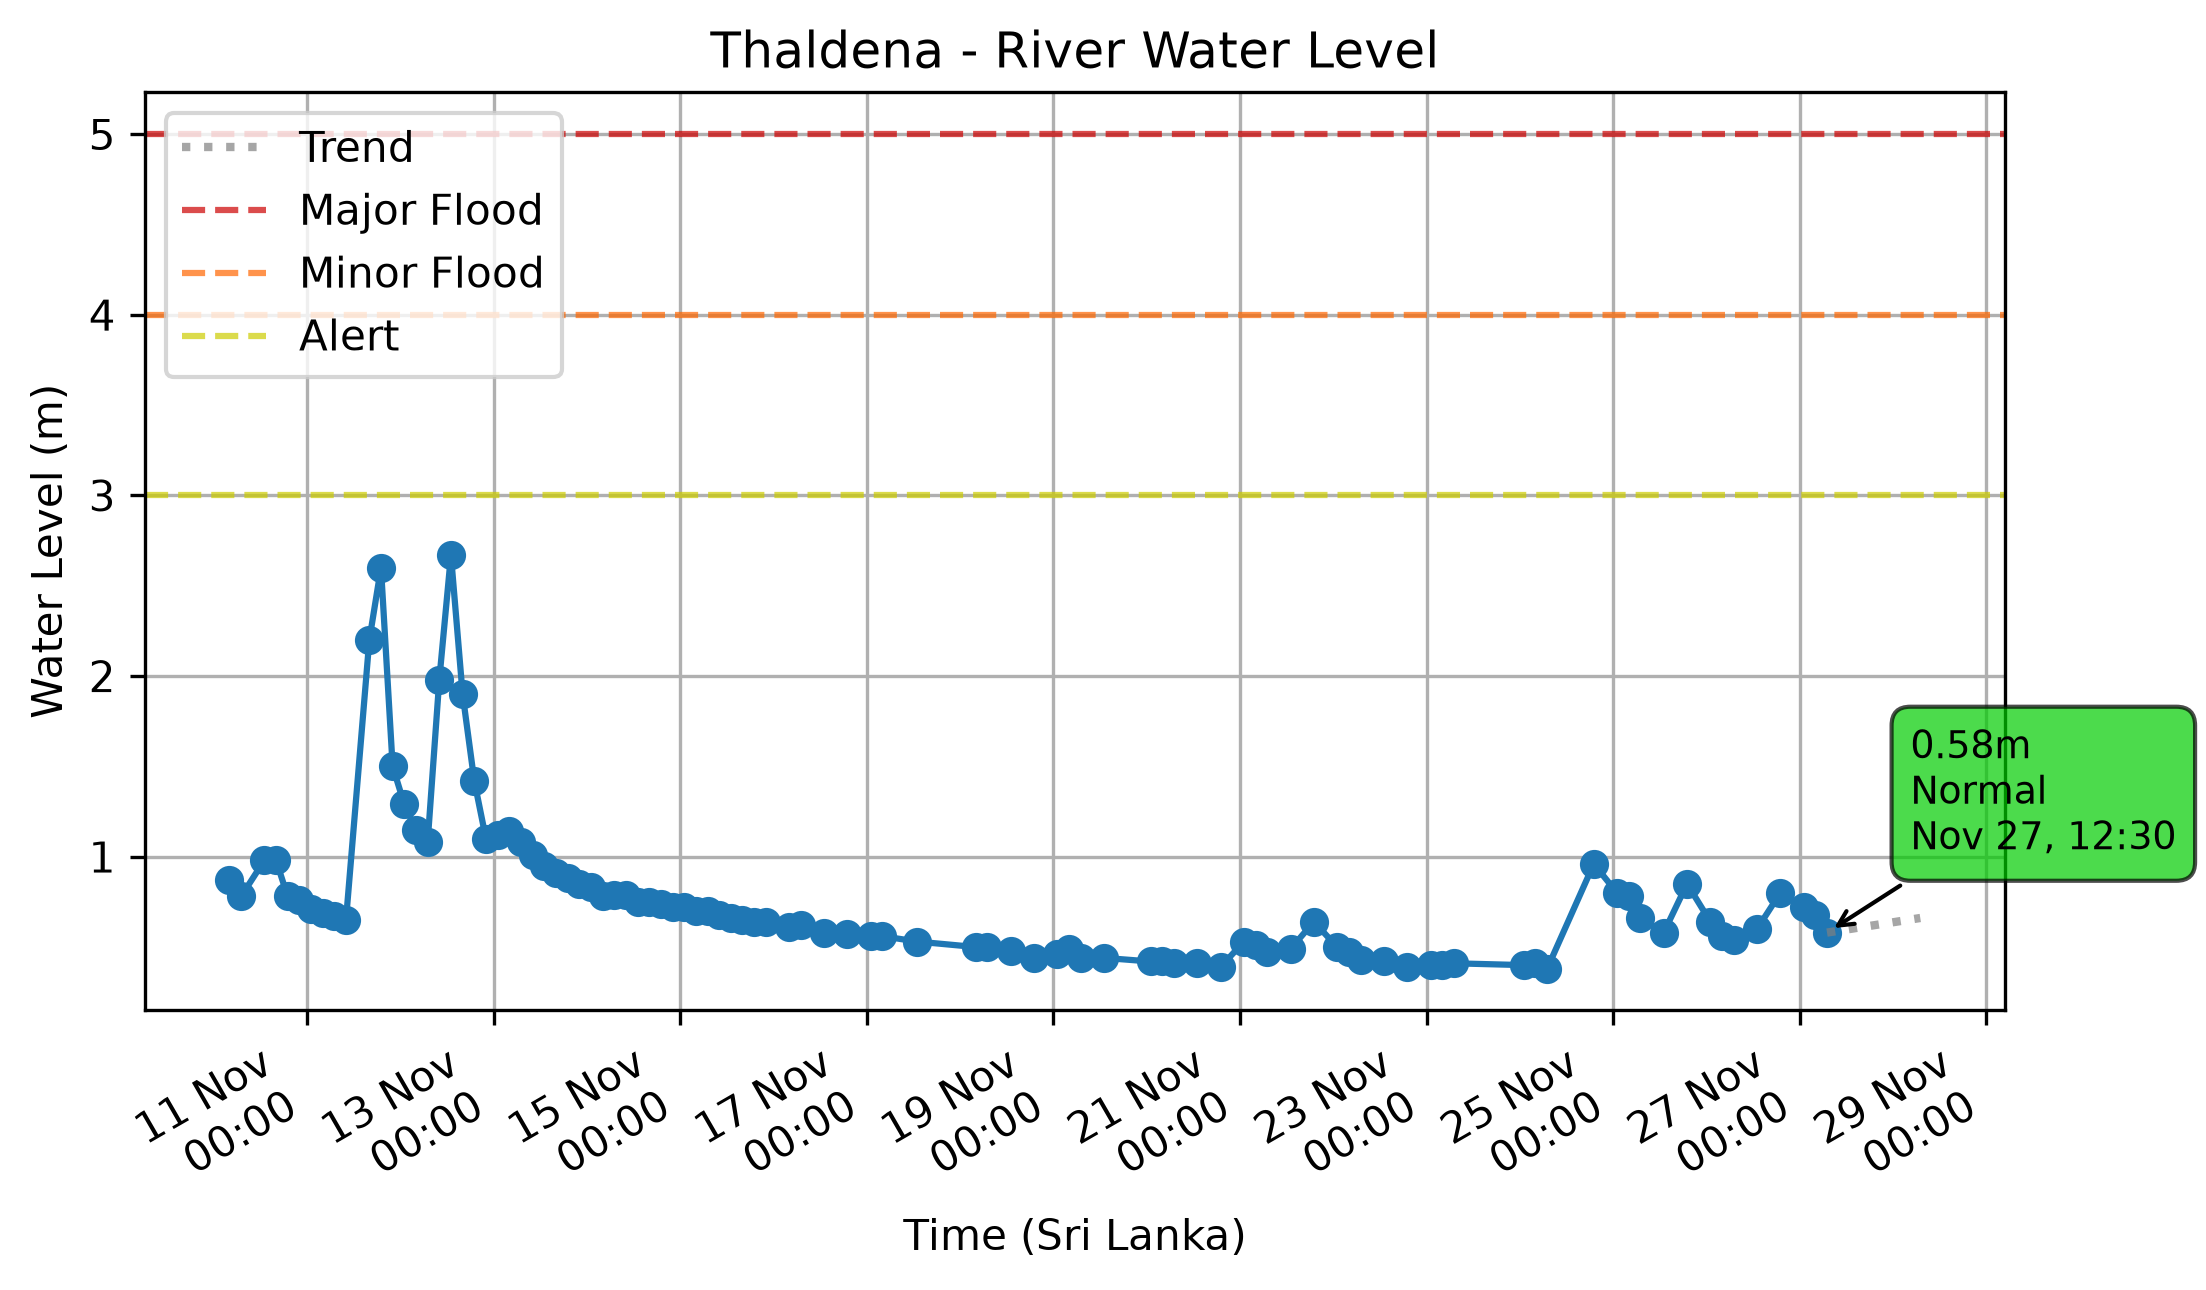 Thaldena - River Water Level
Trend
Major Flood
Minor Flood
Alert
5
4
3
2
1
Water Level (m)
0.58m
Normal
Nov 27, 12:30
11 Nov
00:00
13 Nov
00:00
15 Nov
00:00
17 Nov
00:00
19 Nov
00:00
21 Nov
00:00
23 Nov
00:00
25 Nov
00:00
27 Nov
00:00
29 Nov
00:00
Time (Sri Lanka)